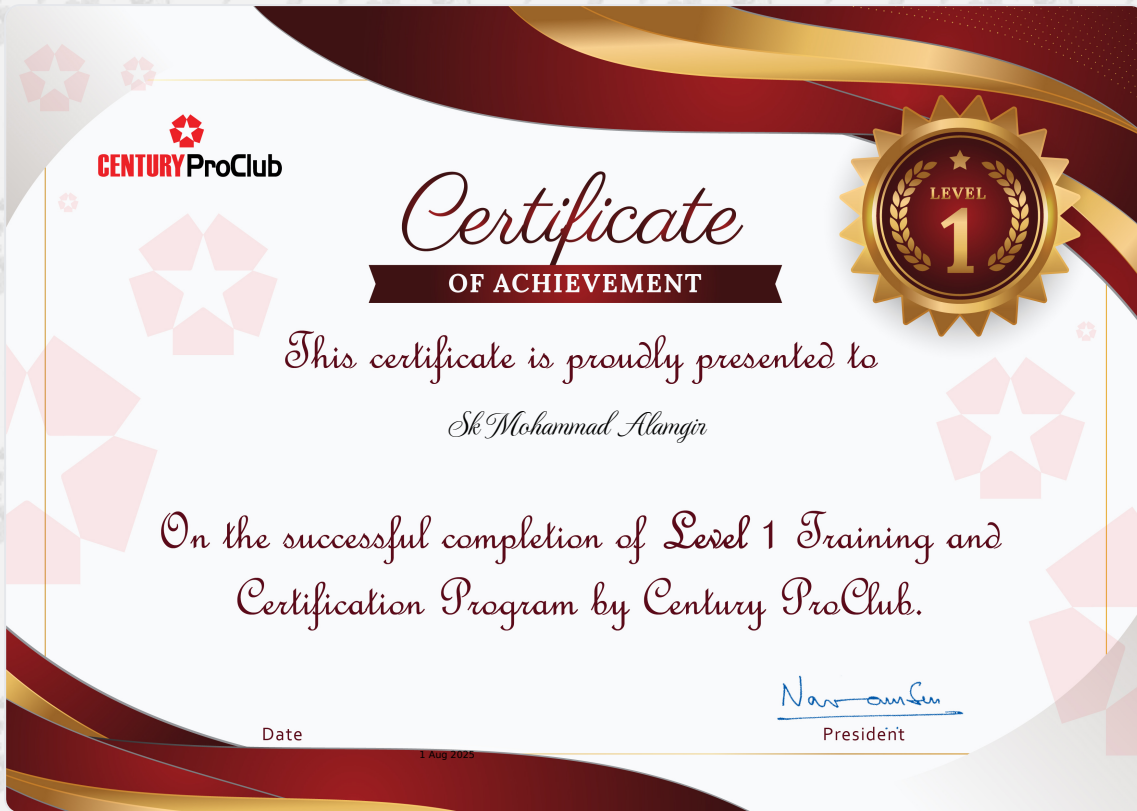 CENTURY ProClub
LEVEL
1
Certificate
OF ACHIEVEMENT
This certificate is proudly presented to
Sk Mohammad Alamgir
On the successful completion of Level 1 Training and
Certification Program by Century ProClub.
Date
President
1 Aug 2025